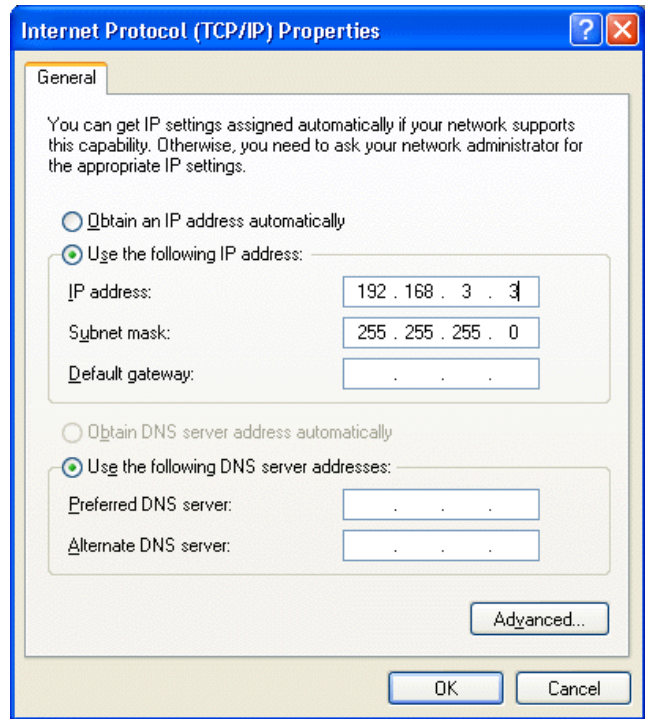 Internet Protocol (TCP/IP) Properties
General
You can get IP settings assigned automatically if your network supports
this capability. Otherwise, you need to ask your network administrator for
the appropriate IP settings.
Obtain an IP address automatically
Use the following IP address:
IP address: 192 . 168 . 3 . 3
Subnet mask: 255 . 255 . 255 . 0
Default gateway: . . .
Obtain DNS server address automatically
Use the following DNS server addresses:
Preferred DNS server: . . .
Alternate DNS server: . . .
Advanced...
OK Cancel